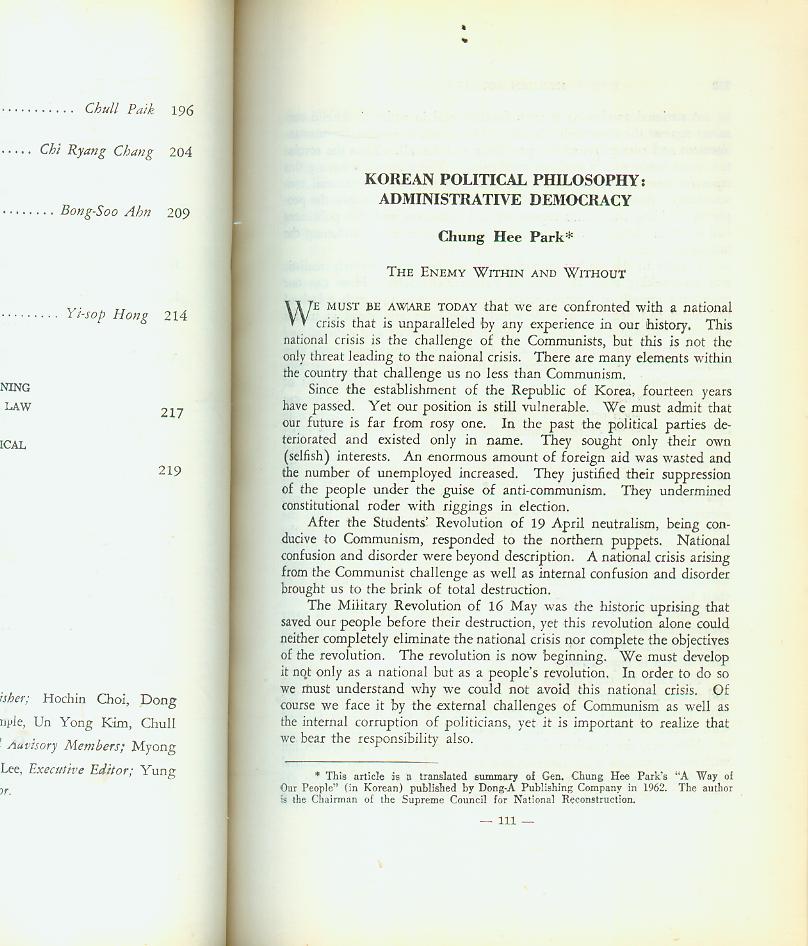 ........... Chull Paik 196
..... Chi Ryang Chang 204
........ Bong-Soo Ahn 209
......... Yi-sop Hong 214
NING
LAW 217
ICAL
219
isher; Hochin Choi, Dong
Un Yong Kim, Chull
Advisory Members; Myong
Lee, Executive Editor; Yung
or.
KOREAN POLITICAL PHILOSOPHY:
ADMINISTRATIVE DEMOCRACY
Chung Hee Park*
THE ENEMY WITHIN AND WITHOUT
WE MUST BE AWARE TODAY that we are confronted with a national
crisis that is unparalleled by any experience in our history. This
national crisis is the challenge of the Communists, but this is not the
only threat leading to the naional crisis. There are many elements within
the country that challenge us no less than Communism.
Since the establishment of the Republic of Korea, fourteen years
have passed. Yet our position is still vulnerable. We must admit that
our future is far from rosy one. In the past the political parties de-
teriorated and existed only in name. They sought only their own
(selfish) interests. An enormous amount of foreign aid was wasted and
the number of unemployed increased. They justified their suppression
of the people under the guise of anti-communism. They undermined
constitutional roder with riggings in election.
After the Students' Revolution of 19 April neutralism, being con-
ducive to Communism, responded to the northern puppets. National
confusion and disorder were beyond description. A national crisis arising
from the Communist challenge as well as internal confusion and disorder
brought us to the brink of total destruction.
The Military Revolution of 16 May was the historic uprising that
saved our people before their destruction, yet this revolution alone could
neither completely eliminate the national crisis nor complete the objectives
of the revolution. The revolution is now beginning. We must develop
it not only as a national but as a people's revolution. In order to do so
we must understand why we could not avoid this national crisis. Of
course we face it by the external challenges of Communism as well as
the internal corruption of politicians, yet it is important to realize that
we bear the responsibility also.
* This article is a translated summary of Gen. Chung Hee Park's "A Way of
Our People" (in Korean) published by Dong-A Publishing Company in 1962. The author
is the Chairman of the Supreme Council for National Reconstruction.
— 111 —